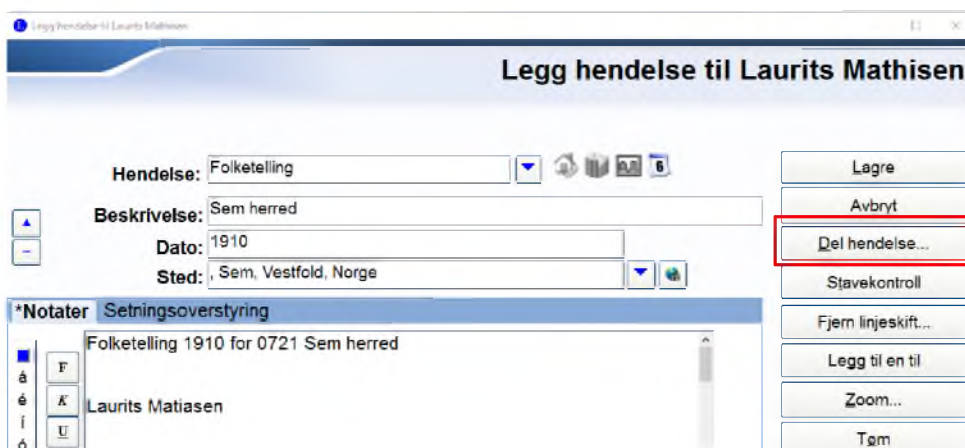 Legg hendelse til Laurits Mathisen
Legg hendelse til Laurits Mathisen
Hendelse: Folketelling
6
Beskrivelse: Sem herred
Dato: 1910
Sted: , Sem, Vestfold, Norge
Lagre
Avbryt
Del hendelse...
Stavekontroll
Fjern linjeskift...
Legg til en til
Zoom...
Tøm
*Notater Setningsoverstyring
Folketelling 1910 for 0721 Sem herred
Laurits Matiasen
á
é
í
ó
F
K
U